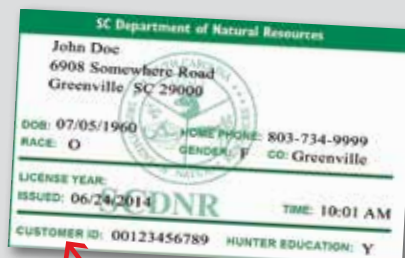 SC Department of Natural Resources
John Doe
6908 Somewhere Road
Greenville SC 29000
DOB: 07/05/1960 HOME PHONE: 803-734-9999
RACE: O GENDER: F CO: Greenville
LICENSE YEAR:
ISSUED: 06/24/2014 SCDNR TIME: 10:01 AM
CUSTOMER ID: 00123456789 HUNTER EDUCATION: Y